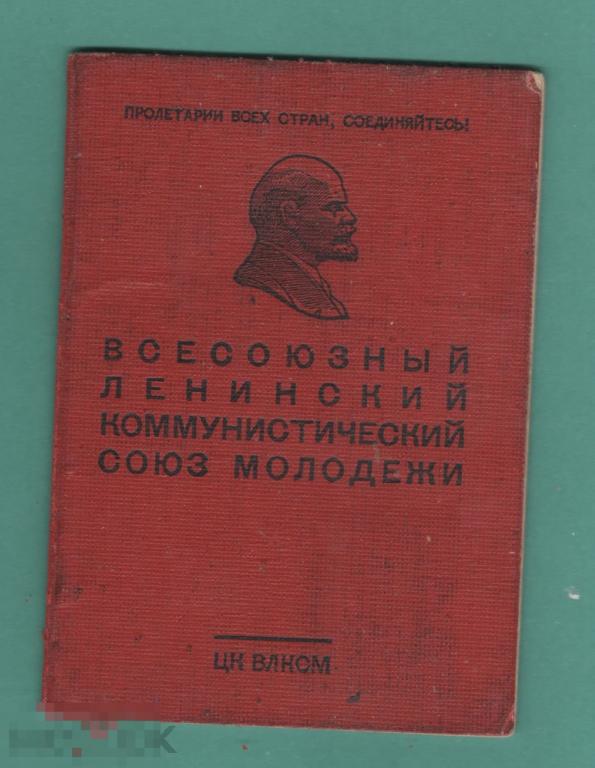 ПРОЛЕТАРИИ ВСЕХ СТРАН, СОЕДИНЯЙТЕСЬ!
ВСЕСОЮЗНЫЙ
ЛЕНИНСКИЙ
КОММУНИСТИЧЕСКИЙ
СОЮЗ МОЛОДЕЖИ
ЦК ВЛКСМ